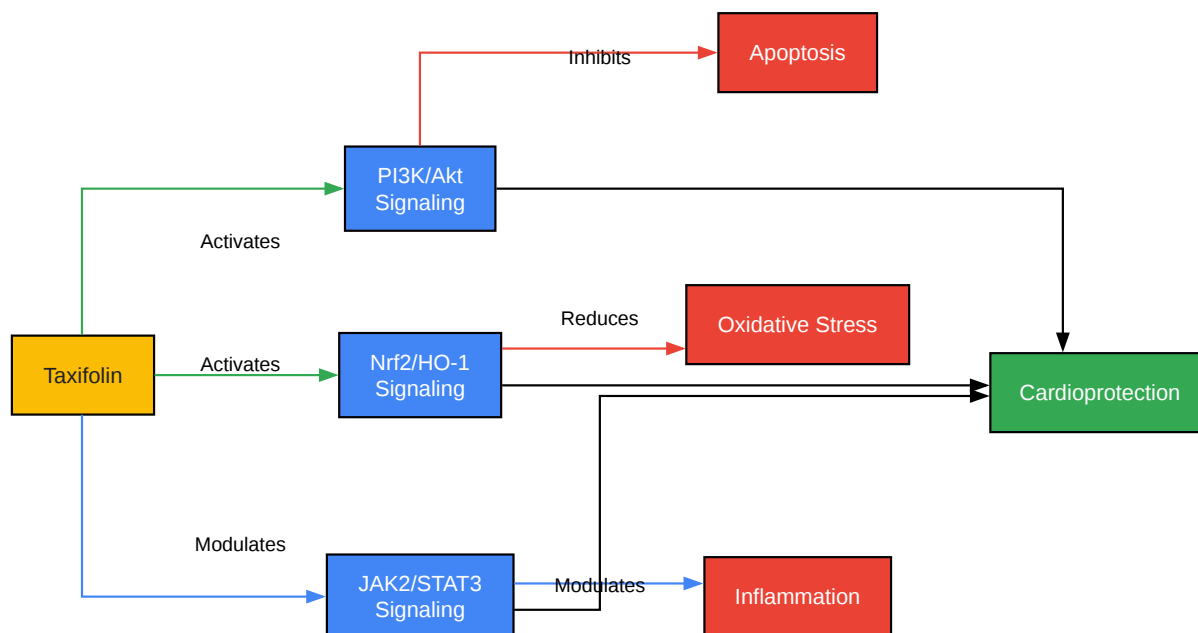 Apoptosis
Inhibits
PI3K/Akt
Signaling
Activates
Reduces
Oxidative Stress
Taxifolin
Activates
Nrf2/HO-1
Signaling
Cardioprotection
Modulates
JAK2/STAT3
Signaling
Modulates
Inflammation